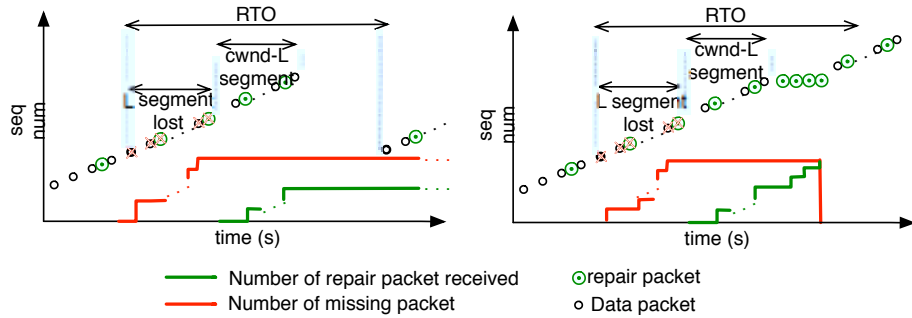 RTO
cwnd-L
segment
L segment
lost
seq
num
time (s)
RTO
cwnd-L
segment
L segment
lost
seq
num
time (s)
Number of repair packet received
Number of missing packet
repair packet
Data packet